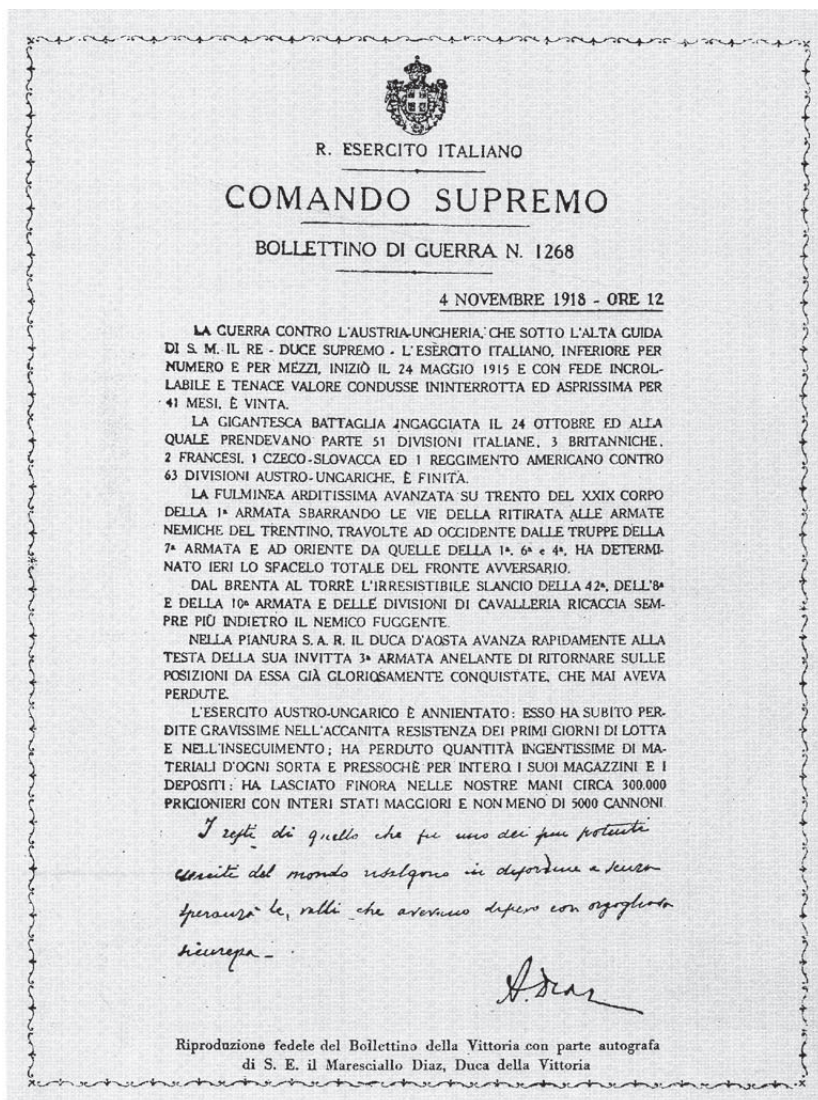 R. ESERCITO ITALIANO
COMANDO SUPREMO
BOLLETTINO DI GUERRA N. 1268
4 NOVEMBRE 1918 - ORE 12
LA GUERRA CONTRO L'AUSTRIA-UNGHERIA, CHE SOTTO L'ALTA GUIDA
DI S. M. IL RE - DUCE SUPREMO - L'ESERCITO ITALIANO, INFERIORE PER
NUMERO E PER MEZZI, INIZIÒ IL 24 MAGGIO 1915 E CON FEDE INCROL-
LABILE E TENACE VALORE CONDUSSE ININTERROTTA ED ASPRISSIMA PER
41 MESI, È VINTA.
LA GIGANTESCA BATTAGLIA INGAGGIATA IL 24 OTTOBRE ED ALLA
QUALE PRENDEVANO PARTE 51 DIVISIONI ITALIANE, 3 BRITANNICHE,
2 FRANCESI, 1 CZECO-SLOVACCA ED 1 REGGIMENTO AMERICANO CONTRO
63 DIVISIONI AUSTRO-UNGARICHE, È FINITA.
LA FULMINEA ARDITISSIMA AVANZATA SU TRENTO DEL XXIX CORPO
DELLA 1ª ARMATA SBARRANDO LE VIE DELLA RITIRATA ALLE ARMATE
NEMICHE DEL TRENTINO, TRAVOLTE AD OCCIDENTE DALLE TRUPPE DELLA
7ª ARMATA E AD ORIENTE DA QUELLE DELLA 1ª, 6ª e 4ª, HA DETERMI-
NATO IERI LO SFACELO TOTALE DEL FRONTE AVVERSARIO.
DAL BRENTA AL TORRE L'IRRESISTIBILE SLANCIO DELLA 42ª, DELL'8ª
E DELLA 10ª ARMATA E DELLE DIVISIONI DI CAVALLERIA RICACCIA SEM-
PRE PIÙ INDIETRO IL NEMICO FUGGENTE.
NELLA PIANURA S. A. R. IL DUCA D'AOSTA AVANZA RAPIDAMENTE ALLA
TESTA DELLA SUA INVITTA 3ª ARMATA ANELANTE DI RITORNARE SULLE
POSIZIONI DA ESSA GIÀ GLORIOSAMENTE CONQUISTATE, CHE MAI AVEVA
PERDUTE.
L'ESERCITO AUSTRO-UNGARICO È ANNIENTATO: ESSO HA SUBITO PER-
DITE GRAVISSIME NELL'ACCANITA RESISTENZA DEI PRIMI GIORNI DI LOTTA
E NELL'INSEGUIMENTO; HA PERDUTO QUANTITÀ INGENTISSIME DI MA-
TERIALI D'OGNI SORTA E PRESSOCHÈ PER INTERO I SUOI MAGAZZINI E I
DEPOSITI: HA LASCIATO FINORA NELLE NOSTRE MANI CIRCA 300.000
PRIGIONIERI CON INTERI STATI MAGGIORI E NON MENO DI 5000 CANNONI.
I resti di quello che fu uno dei più potenti
eserciti del mondo risalgono in disordine e senza
speranza le valli che avevano disceso con orgogliosa
sicurezza -
A. Diaz
Riproduzione fedele del Bollettino della Vittoria con parte autografa
di S. E. il Maresciallo Diaz, Duca della Vittoria